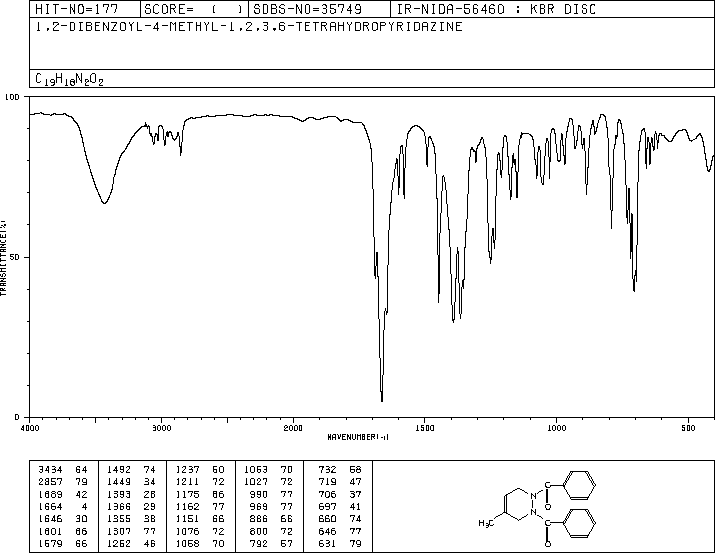 HIT-NO=177 SCORE= ( ) SDBS-NO=35749 IR-NIDA-56460 : KBR DISC
1,2-DIBENZOYL-4-METHYL-1,2,3,6-TETRAHYDROPYRIDAZINE
C19H18N2O2
100
50
0
TRANSMITTANCE(%)
4000 3000 2000 1500 1000 500
WAVENUMBER(-1)
3434 64 1492 74 1237 60 1063 70 732 58
2857 79 1449 34 1211 72 1027 72 719 47
1689 42 1393 28 1175 66 990 77 706 37
1664 4 1366 29 1162 77 969 77 697 41
1646 30 1355 38 1151 66 886 66 660 74
1601 66 1307 77 1076 72 800 72 646 77
1579 66 1252 46 1058 70 792 57 631 79
N C
O
H3C N C
O